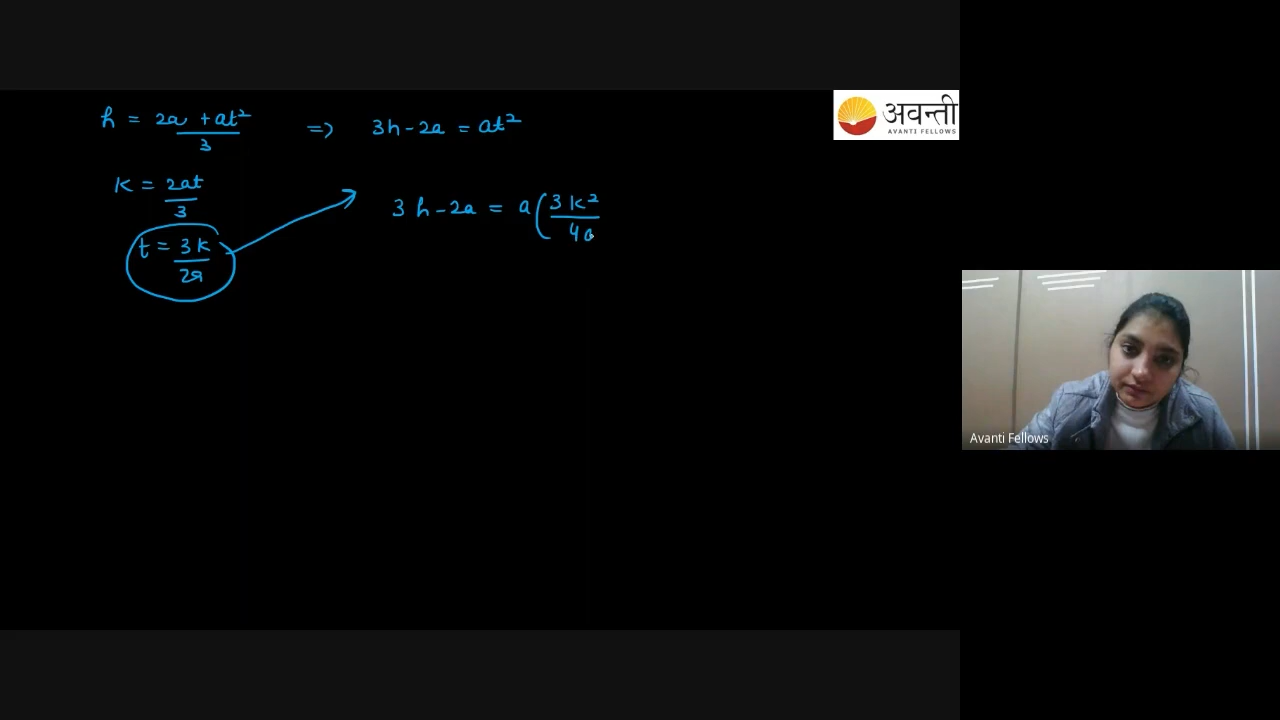 h = 2a + at²/3 => 3h - 2a = at²
k = 2at/3
t = 3k/2a
3h - 2a = a(3k²/4a
अवन्ती
AVANTI FELLOWS
Avanti Fellows